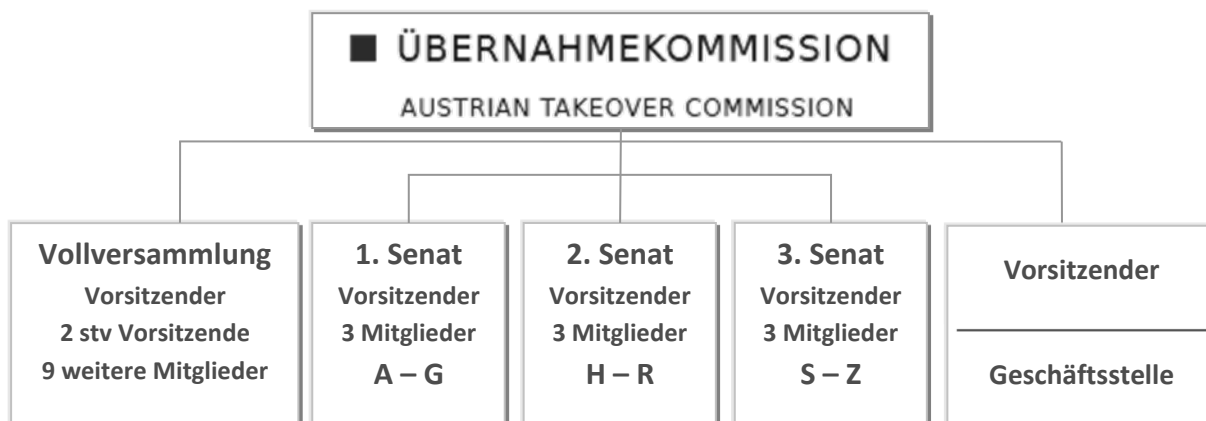 ■ ÜBERNAHMEKOMMISSION
AUSTRIAN TAKEOVER COMMISSION
Vollversammlung
Vorsitzender
2 stv Vorsitzende
9 weitere Mitglieder
1. Senat
Vorsitzender
3 Mitglieder
A – G
2. Senat
Vorsitzender
3 Mitglieder
H – R
3. Senat
Vorsitzender
3 Mitglieder
S – Z
Vorsitzender
Geschäftsstelle